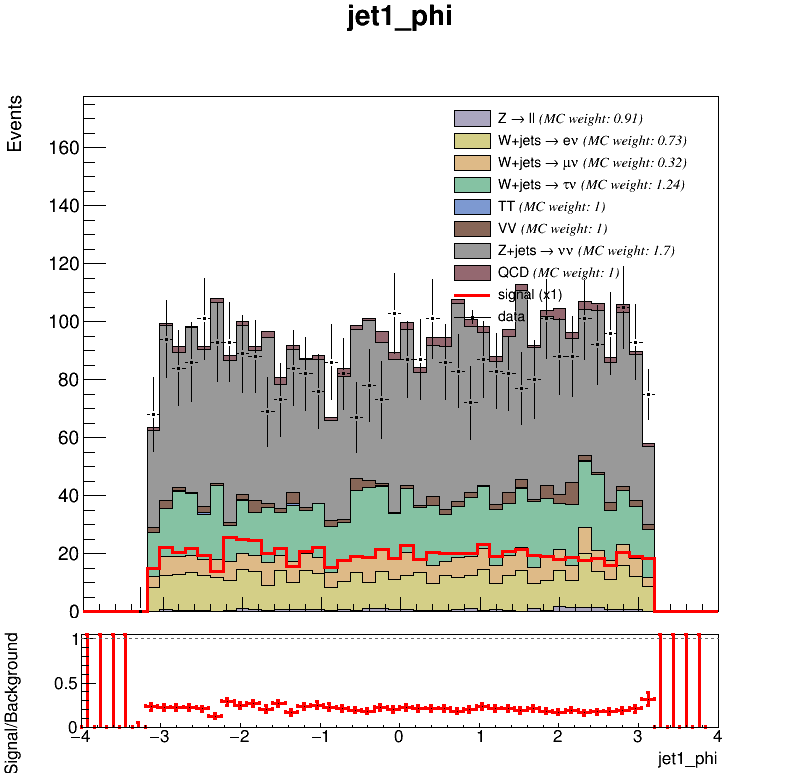 jet1_phi
Events
Z → ll (MC weight: 0.91)
W+jets → eν (MC weight: 0.73)
W+jets → μν (MC weight: 0.32)
W+jets → τν (MC weight: 1.24)
TT (MC weight: 1)
VV (MC weight: 1)
Z+jets → νν (MC weight: 1.7)
QCD (MC weight: 1)
signal (x1)
data
160
140
120
100
80
60
40
20
0
Signal/Background
1
0.5
0
−4 −3 −2 −1 0 1 2 3 4
jet1_phi